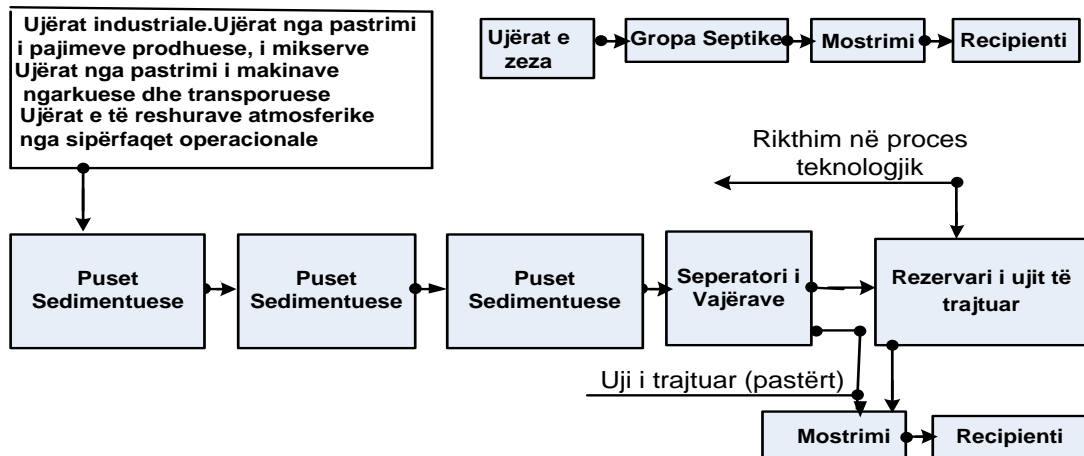 Ujërat industriale.Ujërat nga pastrimi
i pajimeve prodhuese, i mikserve
Ujërat nga pastrimi i makinave
ngarkuese dhe transporuese
Ujërat e të reshurave atmosferike
nga sipërfaqet operacionale
Ujërat e
zeza
Gropa Septike
Mostrimi
Recipienti
Rikthim në proces
teknologjik
Puset
Sedimentuese
Puset
Sedimentuese
Puset
Sedimentuese
Seperatori i
Vajërave
Rezervari i ujit të
trajtuar
Uji i trajtuar (pastërt)
Mostrimi
Recipienti